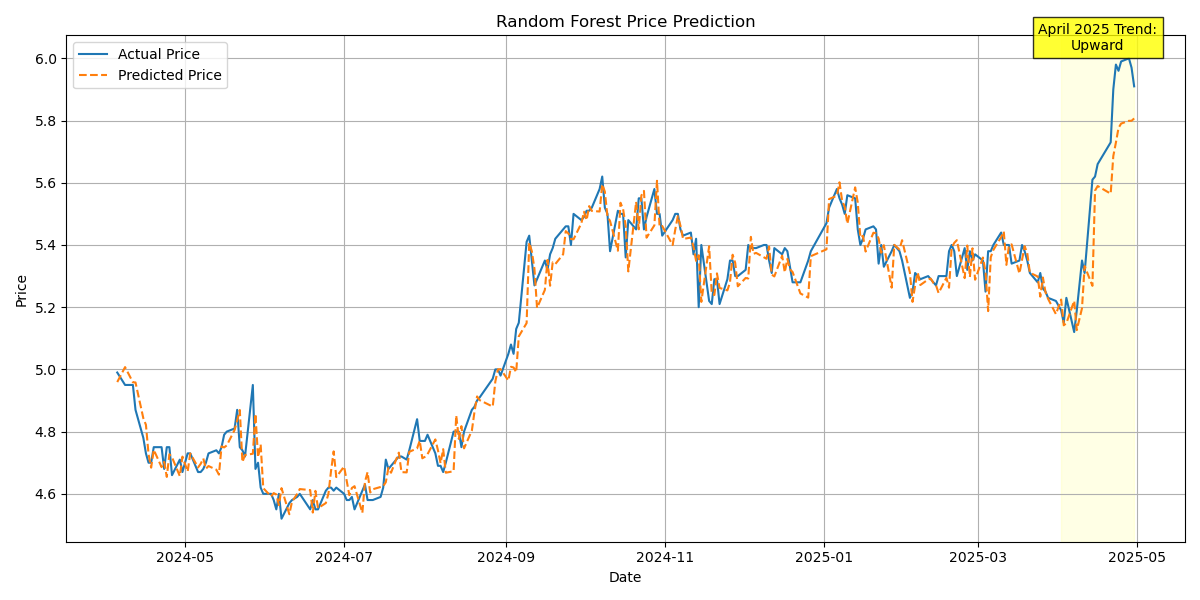 Random Forest Price Prediction
April 2025 Trend:
Upward
Actual Price
Predicted Price
Price
6.0
5.8
5.6
5.4
5.2
5.0
4.8
4.6
2024-05
2024-07
2024-09
2024-11
2025-01
2025-03
2025-05
Date